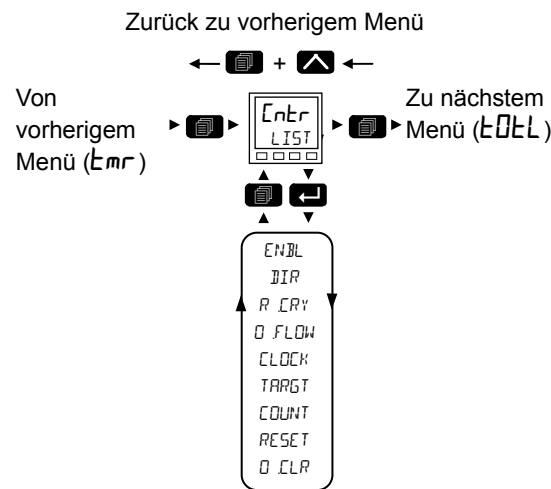 Zurück zu vorherigem Menü
+
Von
vorherigem
Menü (tmr)
Cntr
LIST
Zu nächstem
Menü (tOtL)
ENBL
DIR
R.CRY
O.FLOW
CLOCK
TARGT
COUNT
RESET
O.CLR